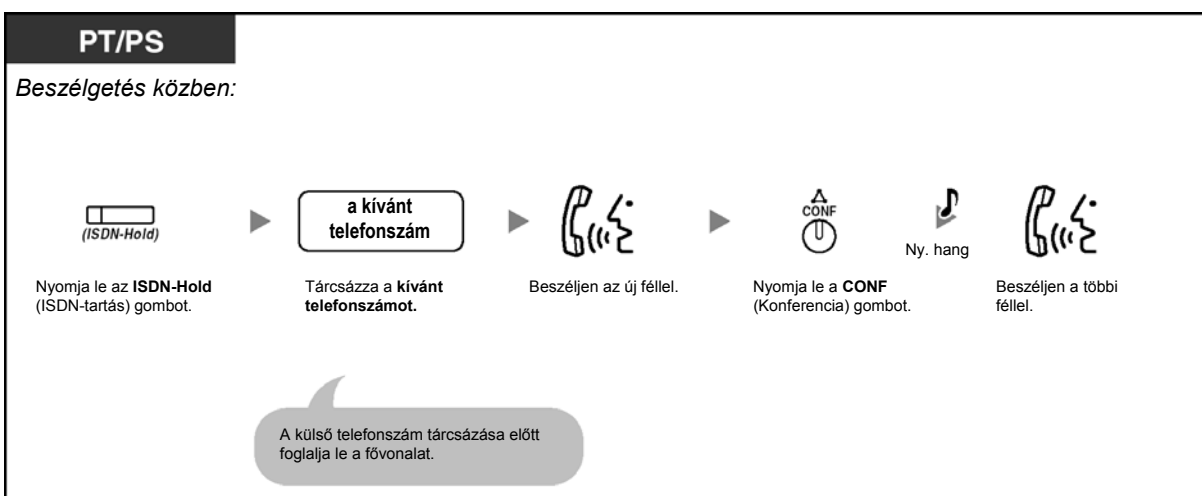 PT/PS
Beszélgetés közben:
(ISDN-Hold)
a kívánt
telefonszám
CONF
Ny. hang
Nyomja le az ISDN-Hold
(ISDN-tartás) gombot.
Tárcsázza a kívánt
telefonszámot.
Beszéljen az új féllel.
Nyomja le a CONF
(Konferencia) gombot.
Beszéljen a többi
féllel.
A külső telefonszám tárcsázása előtt
foglalja le a fővonalat.